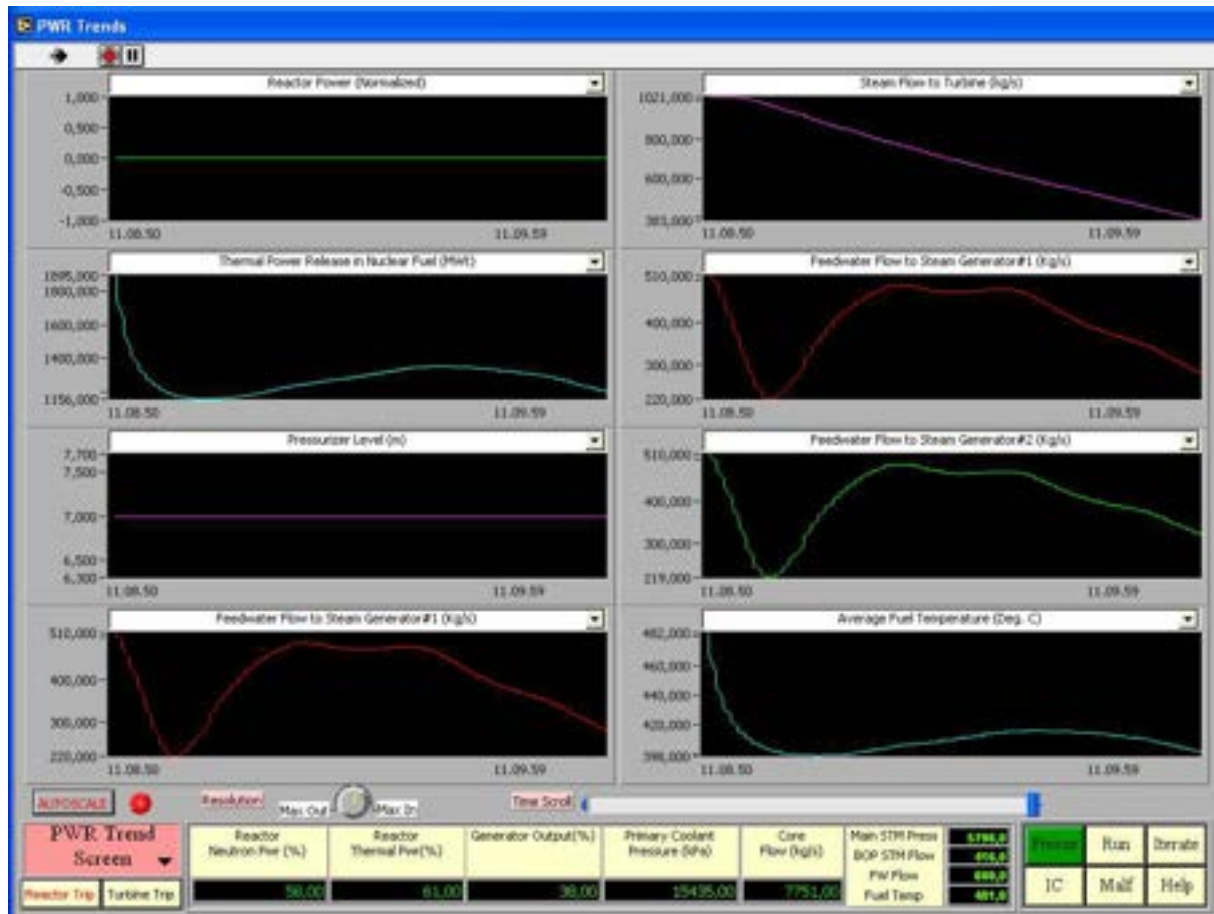 PWR Trends
Reactor Power (Normalized)
1,000
0,500
0,000
-0,500
-1,000
11.08.50 11.09.59
Steam Flow to Turbine (kg/s)
1021,000
800,000
600,000
383,000
11.08.50 11.09.59
Thermal Power Release in Nuclear Fuel (MWt)
1895,000
1800,000
1600,000
1400,000
1156,000
11.08.50 11.09.59
Feedwater Flow to Steam Generator#1 (Kg/s)
510,000
400,000
300,000
220,000
11.08.50 11.09.59
Pressurizer Level (m)
7,700
7,500
7,000
6,500
6,300
11.08.50 11.09.59
Feedwater Flow to Steam Generator#2 (Kg/s)
510,000
400,000
300,000
219,000
11.08.50 11.09.59
Feedwater Flow to Steam Generator#1 (Kg/s)
510,000
400,000
300,000
220,000
11.08.50 11.09.59
Average Fuel Temperature (Deg. C)
482,000
460,000
440,000
420,000
398,000
11.08.50 11.09.59
AUTOSCALE Resolution Max Out Max In Time Scroll
PWR Trend
Screen
Reactor Trip Turbine Trip
Reactor
Neutron Pwr (%)
58,00
Reactor
Thermal Pwr(%)
61,00
Generator Output(%)
38,00
Primary Coolant
Pressure (kPa)
15435,00
Core
Flow (kg/s)
7751,00
Main STM Press
BOP STM Flow
FW Flow
Fuel Temp
Freeze Run Iterate
IC Malf Help